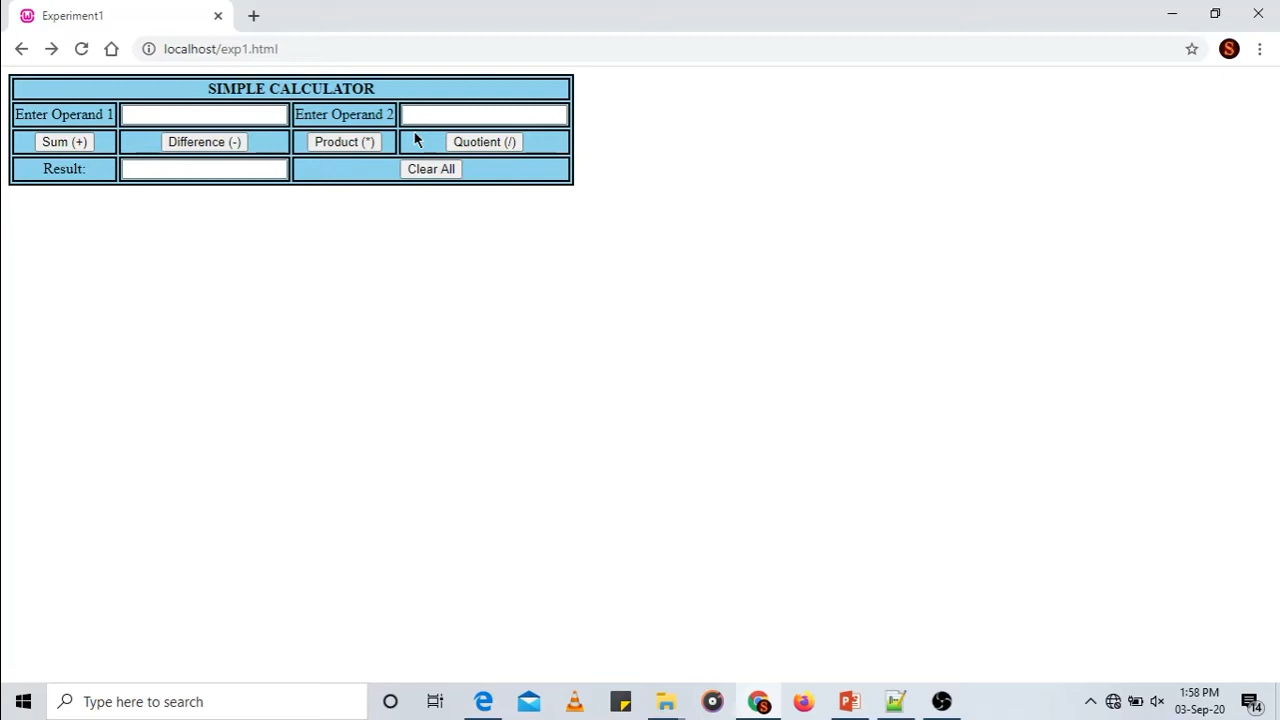 Experiment1
localhost/exp1.html
SIMPLE CALCULATOR
Enter Operand 1 Enter Operand 2
Sum (+) Difference (-) Product (*) Quotient (/)
Result: Clear All
Type here to search
1:58 PM
03-Sep-20
14